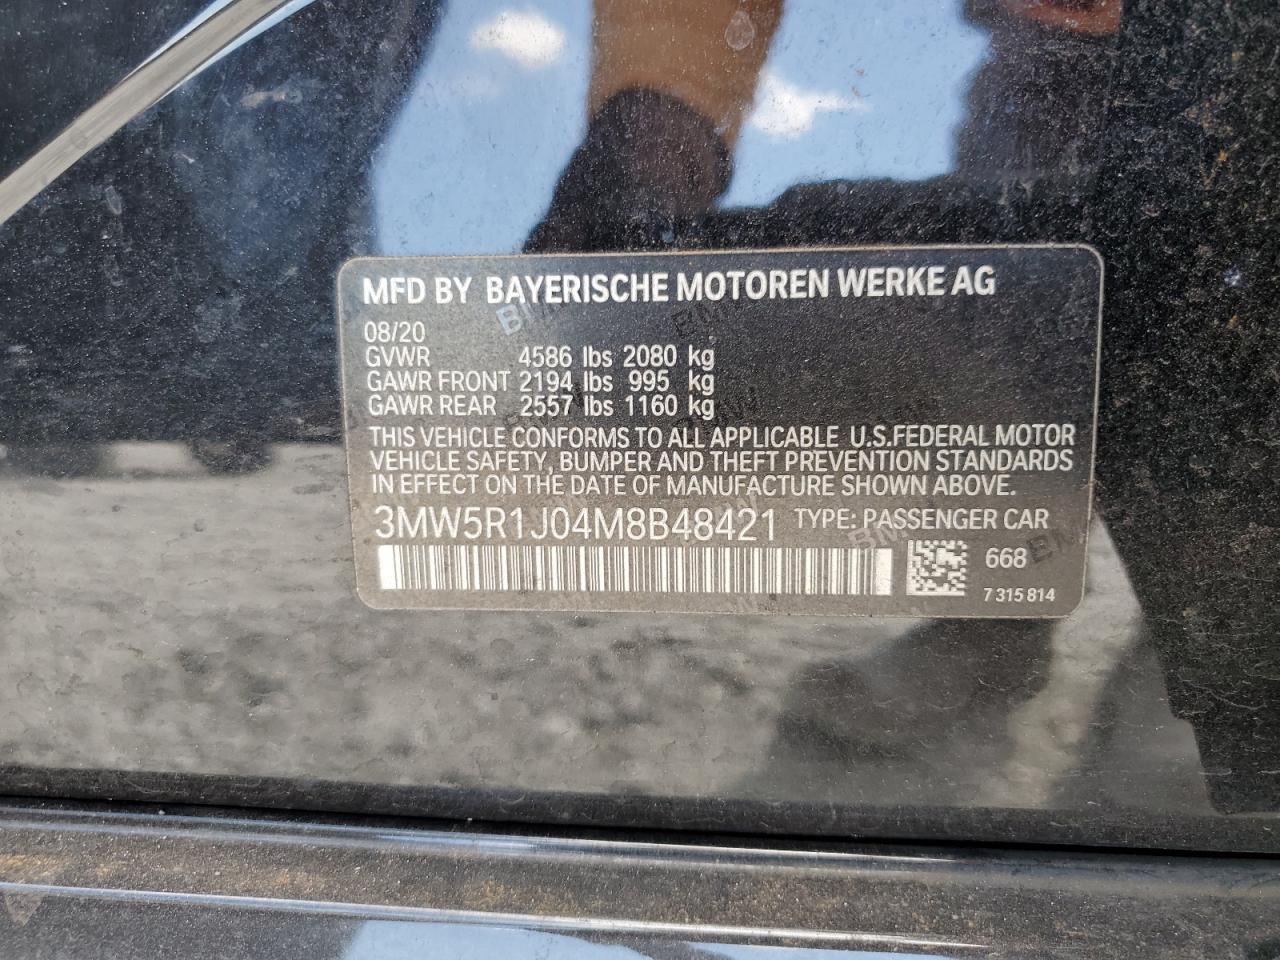 MFD BY BAYERISCHE MOTOREN WERKE AG
08/20
GVWR 4586 lbs 2080 kg
GAWR FRONT 2194 lbs 995 kg
GAWR REAR 2557 lbs 1160 kg
THIS VEHICLE CONFORMS TO ALL APPLICABLE U.S.FEDERAL MOTOR
VEHICLE SAFETY, BUMPER AND THEFT PREVENTION STANDARDS
IN EFFECT ON THE DATE OF MANUFACTURE SHOWN ABOVE.
3MW5R1J04M8B48421 TYPE: PASSENGER CAR
668
7 315 814